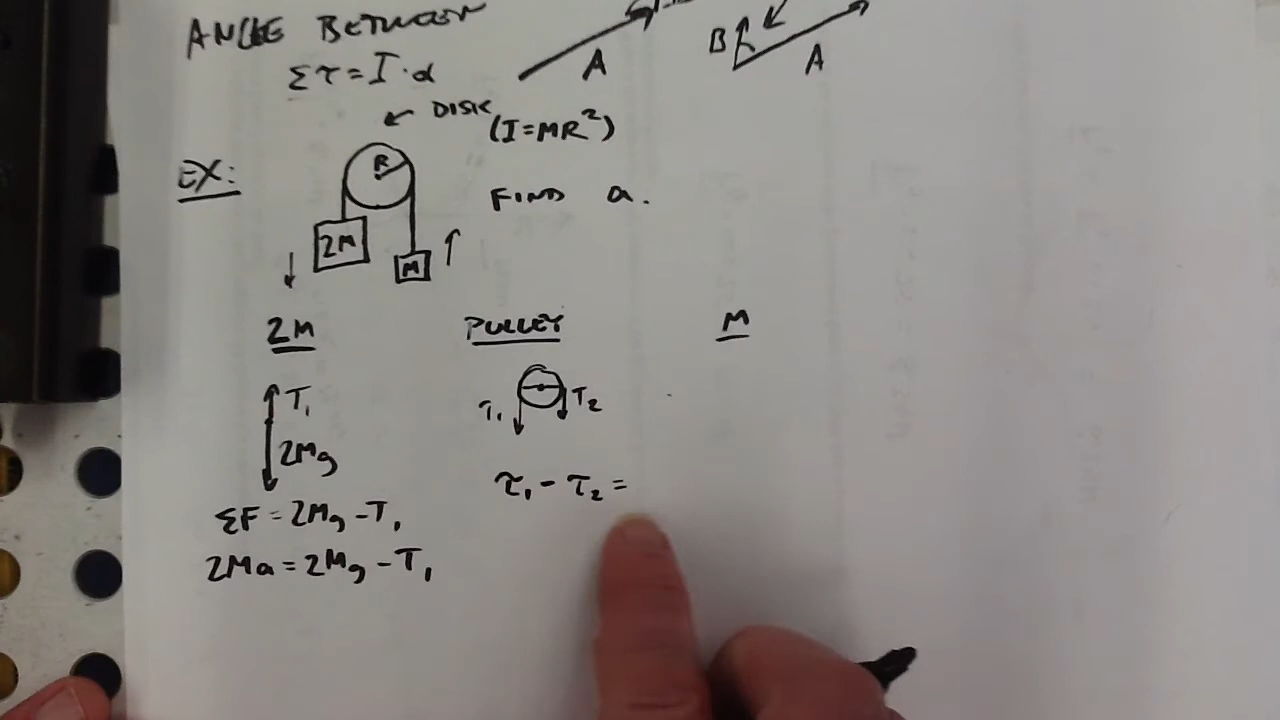 ANGLE BETWEEN
A
B
A
Στ = I·α
DISK (I=MR²)
EX:
R
FIND a.
2M
M
2M
PULLEY
M
T₁
T₁
T₂
2Mg
τ₁ - τ₂ =
ΣF = 2Mg - T₁
2Ma = 2Mg - T₁